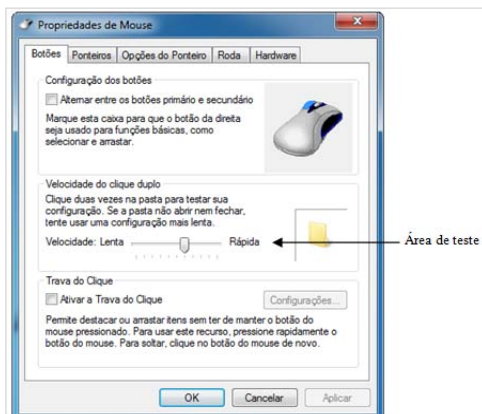 Propriedades de Mouse
Botões Ponteiros Opções do Ponteiro Roda Hardware
Configuração dos botões
Alternar entre os botões primário e secundário
Marque esta caixa para que o botão da direita
seja usado para funções básicas, como
selecionar e arrastar.
Velocidade do clique duplo
Clique duas vezes na pasta para testar sua
configuração. Se a pasta não abrir nem fechar,
tente usar uma configuração mais lenta.
Velocidade: Lenta Rápida
Área de teste
Trava do Clique
Ativar a Trava do Clique Configurações...
Permite destacar ou arrastar itens sem ter de manter o botão do
mouse pressionado. Para usar este recurso, pressione rapidamente o
botão do mouse. Para soltar, clique no botão do mouse de novo.
OK Cancelar Aplicar